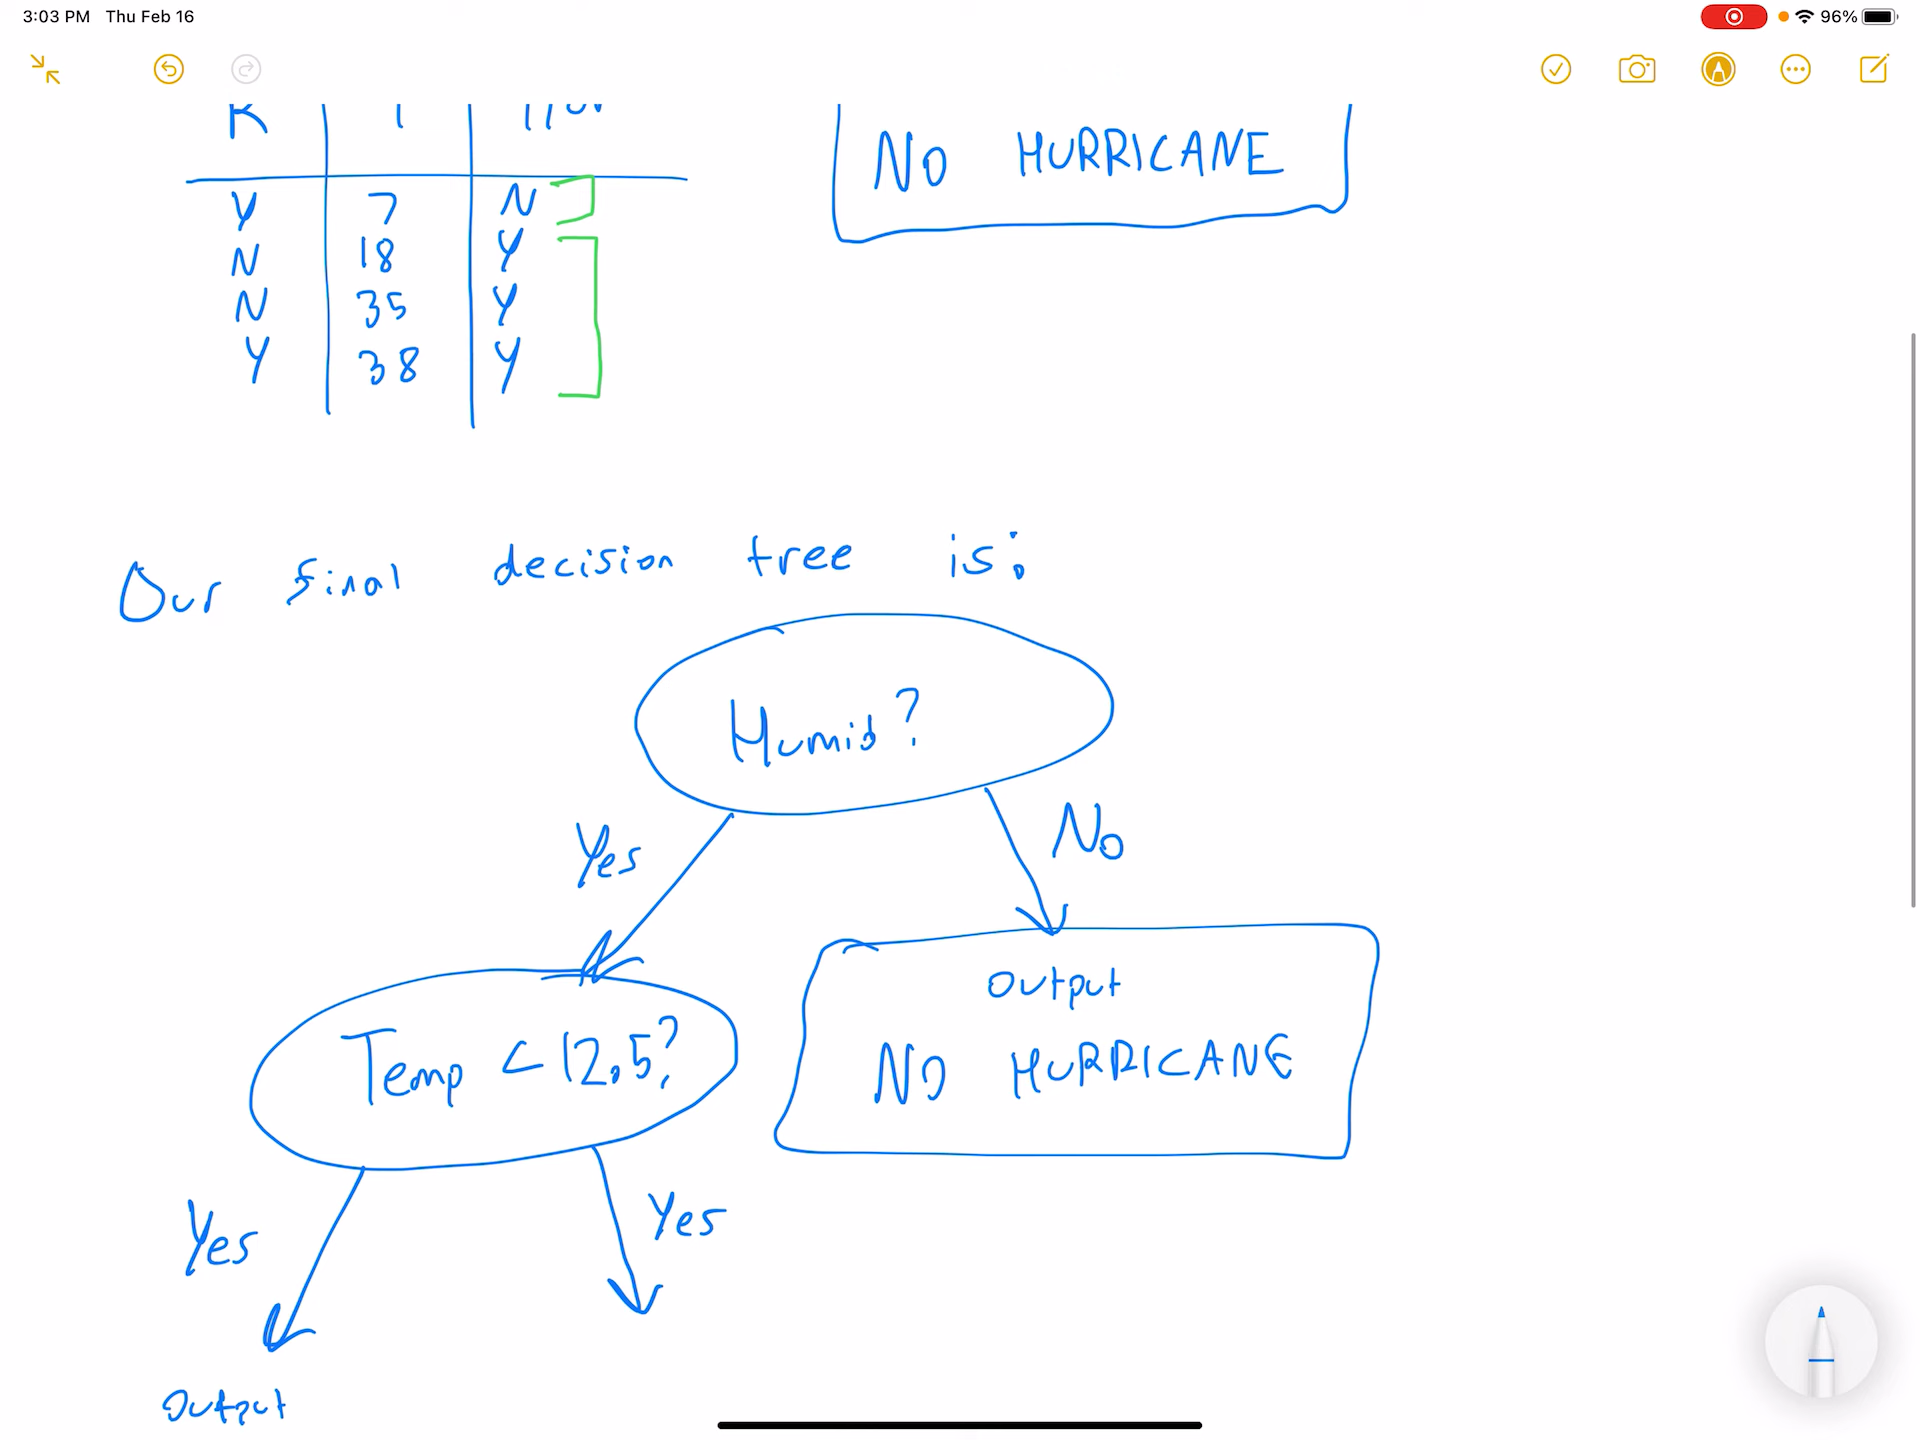 3:03 PM Thu Feb 16 96%
NO HURRICANE
Y 7 N
N 18 Y
N 35 Y
Y 38 Y
Our final decision tree is:
Humid?
Yes No
Output
Temp < 12.5? NO HURRICANE
Yes Yes
Output